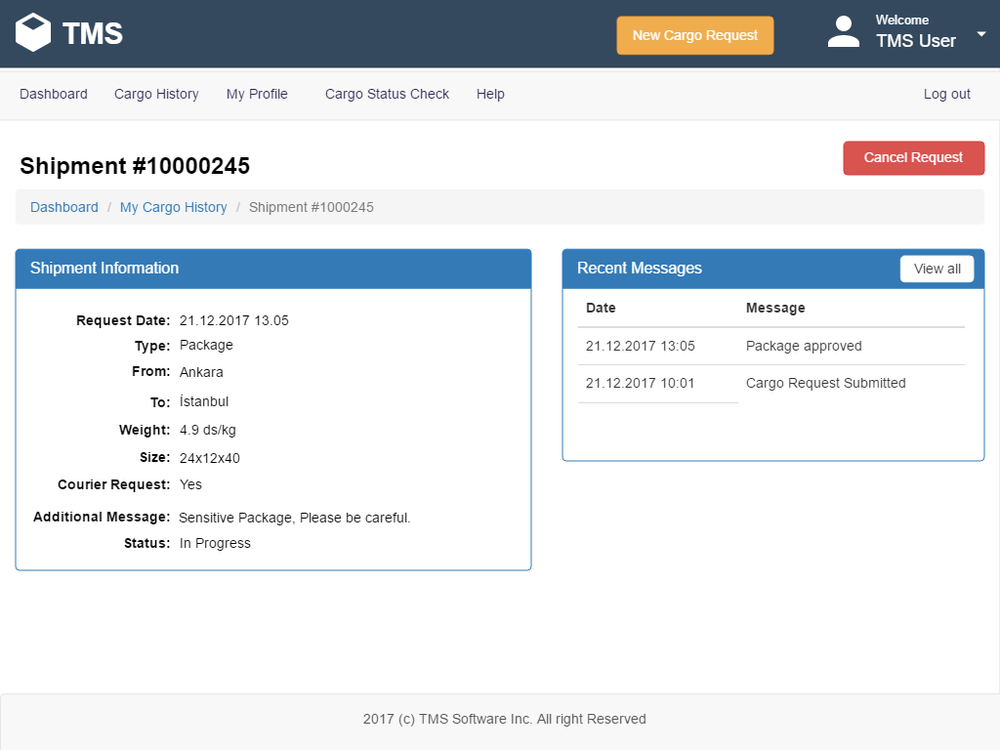 TMS
New Cargo Request
Welcome
TMS User
Dashboard
Cargo History
My Profile
Cargo Status Check
Help
Log out
Shipment #10000245
Cancel Request
Dashboard / My Cargo History / Shipment #1000245
Shipment Information
Request Date: 21.12.2017 13.05
Type: Package
From: Ankara
To: İstanbul
Weight: 4.9 ds/kg
Size: 24x12x40
Courier Request: Yes
Additional Message: Sensitive Package, Please be careful.
Status: In Progress
Recent Messages
View all
Date Message
21.12.2017 13:05 Package approved
21.12.2017 10:01 Cargo Request Submitted
2017 (c) TMS Software Inc. All right Reserved